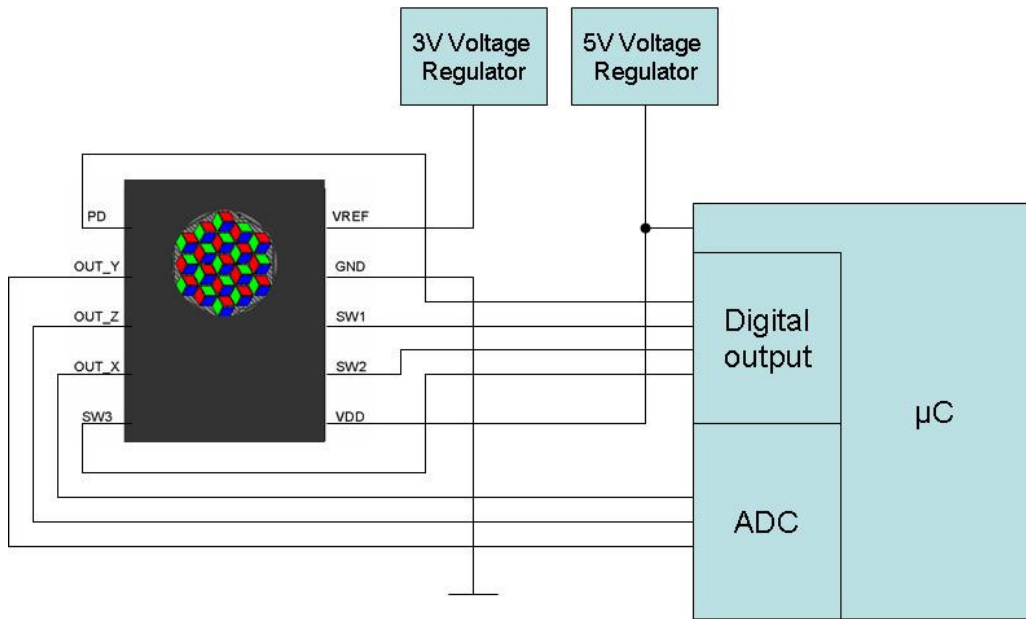 3V Voltage
Regulator
5V Voltage
Regulator
PD
VREF
OUT_Y
GND
OUT_Z
SW1
OUT_X
SW2
SW3
VDD
Digital
output
µC
ADC